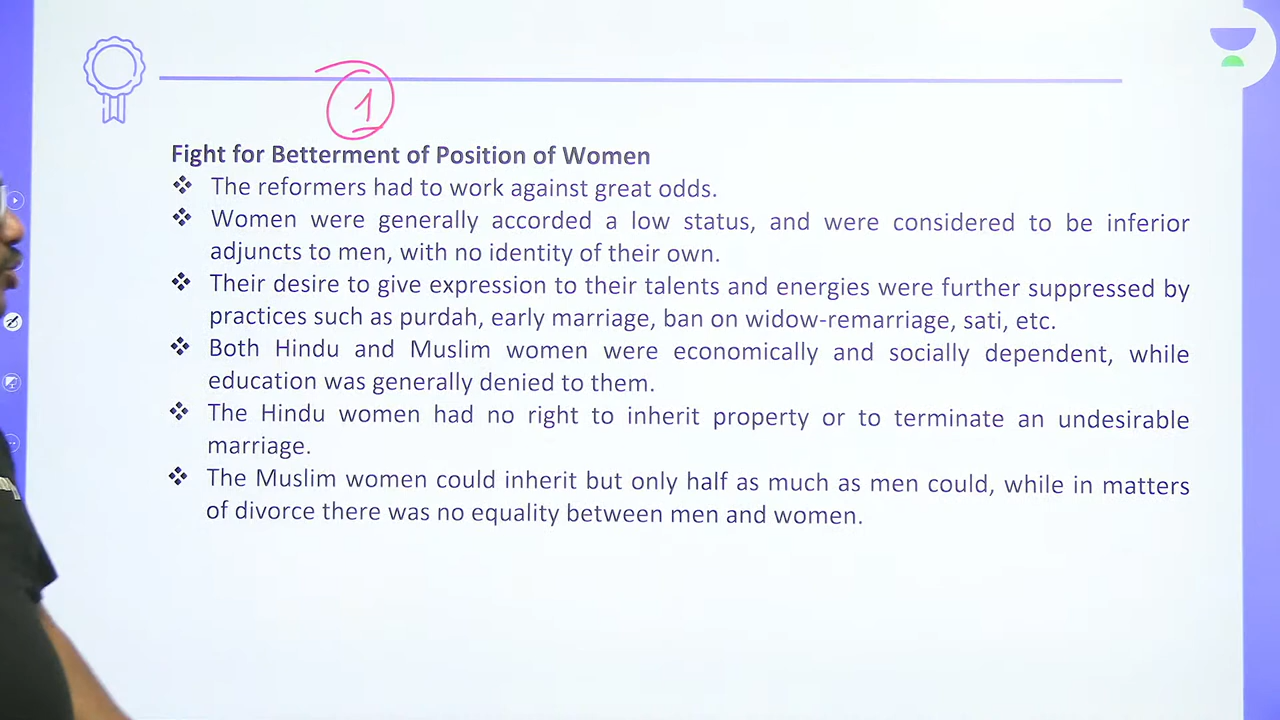 1
Fight for Betterment of Position of Women
❖ The reformers had to work against great odds.
❖ Women were generally accorded a low status, and were considered to be inferior
adjuncts to men, with no identity of their own.
❖ Their desire to give expression to their talents and energies were further suppressed by
practices such as purdah, early marriage, ban on widow-remarriage, sati, etc.
❖ Both Hindu and Muslim women were economically and socially dependent, while
education was generally denied to them.
❖ The Hindu women had no right to inherit property or to terminate an undesirable
marriage.
❖ The Muslim women could inherit but only half as much as men could, while in matters
of divorce there was no equality between men and women.